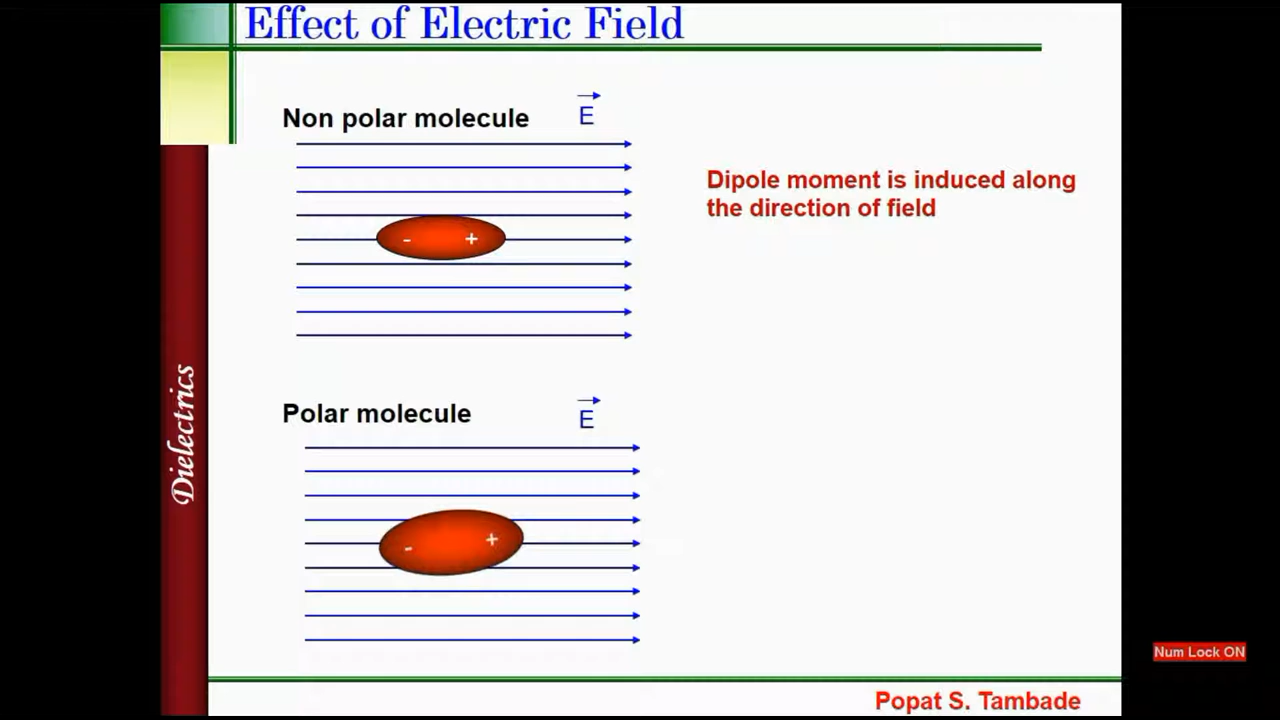 Effect of Electric Field
Non polar molecule
E
Dipole moment is induced along
the direction of field
- +
Polar molecule
E
- +
Dielectrics
Num Lock ON
Popat S. Tambade